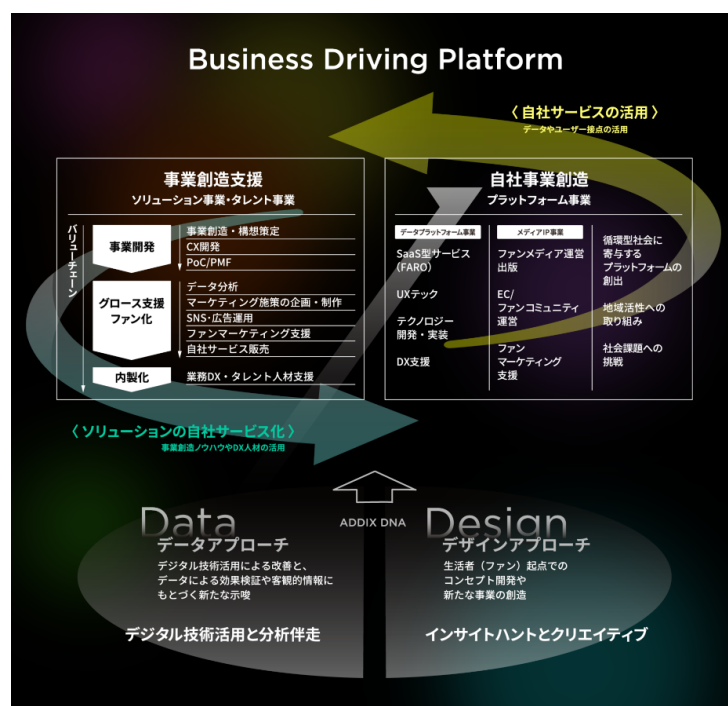 Business Driving Platform
〈 自社サービスの活用 〉
データやユーザー接点の活用
事業創造支援
ソリューション事業・タレント事業
バリューチェーン
事業開発
事業創造・構想策定
CX開発
PoC/PMF
グロース支援
ファン化
データ分析
マーケティング施策の企画・制作
SNS・広告運用
ファンマーケティング支援
自社サービス販売
内製化
業務DX・タレント人材支援
自社事業創造
プラットフォーム事業
データプラットフォーム事業
SaaS型サービス
(FARO)
UXテック
テクノロジー
開発・実装
DX支援
メディアIP事業
ファンメディア運営
出版
EC/
ファンコミュニティ
運営
ファン
マーケティング
支援
循環型社会に
寄与する
プラットフォームの
創出
地域活性への
取り組み
社会課題への
挑戦
〈 ソリューションの自社サービス化 〉
事業創造ノウハウやDX人材の活用
ADDIX DNA
Data
データアプローチ
デジタル技術活用による改善と、
データによる効果検証や客観的情報に
もとづく新たな示唆
デジタル技術活用と分析伴走
Design
デザインアプローチ
生活者（ファン）起点での
コンセプト開発や
新たな事業の創造
インサイトハントとクリエイティブ